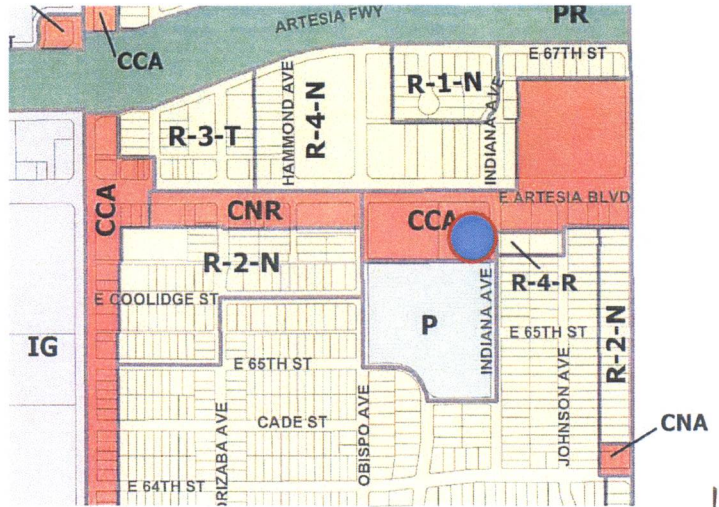 ARTESIA FWY
PR
CCA
E 67TH ST
R-1-N
HAMMOND AVE
R-4-N
R-3-T
INDIANA AVE
CCA
E ARTESIA BLVD
CNR
CCA
R-2-N
R-4-R
E COOLIDGE ST
INDIANA AVE
P
E 65TH ST
R-2-N
IG
E 65TH ST
JOHNSON AVE
OBISPO AVE
CADE ST
ORIZABA AVE
CNA
E 64TH ST